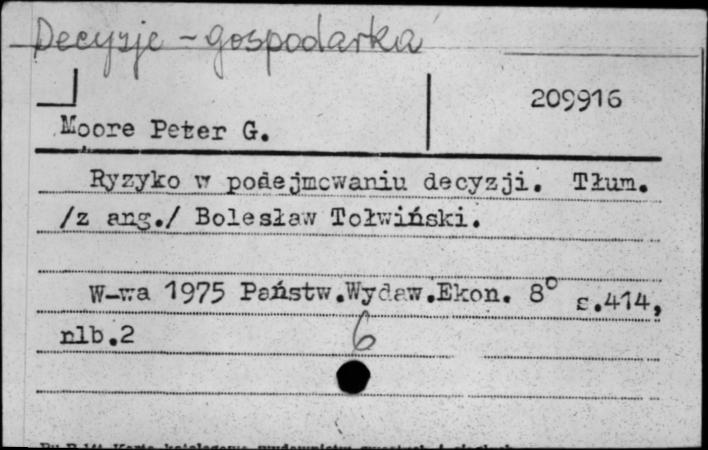 Decyzje - gospodarka
209916
Moore Peter G.
Ryzyko w podejmowaniu decyzji. Tłum.
/z ang./ Bolesław Tołwiński.
W-wa 1975 Państw.Wydaw.Ekon. 8° s.414,
nlb.2
6